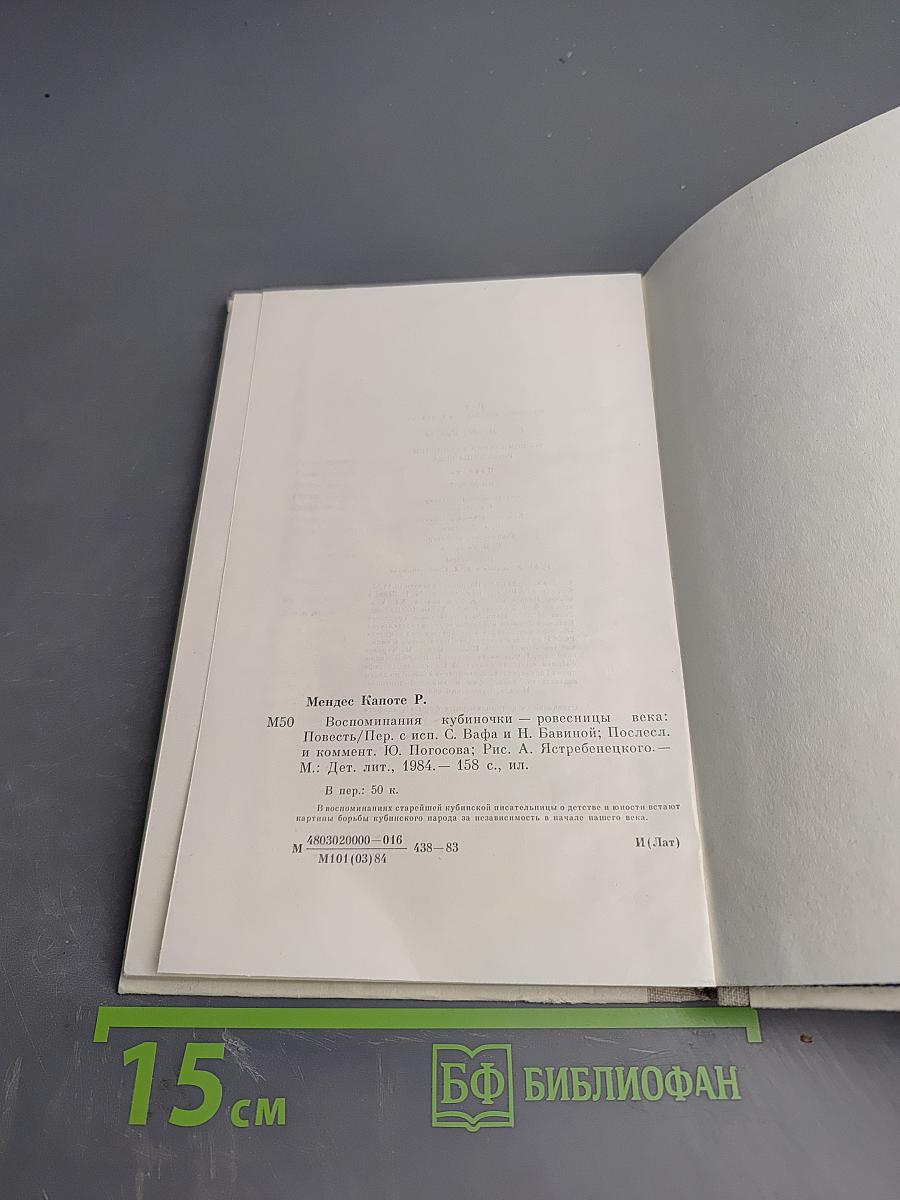 Мендес Капоте Р.
М50 Воспоминания кубиночки — ровесницы века:
Повесть/Пер. с исп. С. Вафа и Н. Бавиной; Послесл.
и коммент. Ю. Погосова; Рис. А. Ястребенецкого.—
М.: Дет. лит., 1984.— 158 с., ил.
В пер.: 50 к.
В воспоминаниях старейшей кубинской писательницы о детстве и юности встают
картины борьбы кубинского народа за независимость в начале нашего века.
М 4803020000—016 438—83 И(Лат)
М101(03)84
15 см БФ БИБЛИОФАН